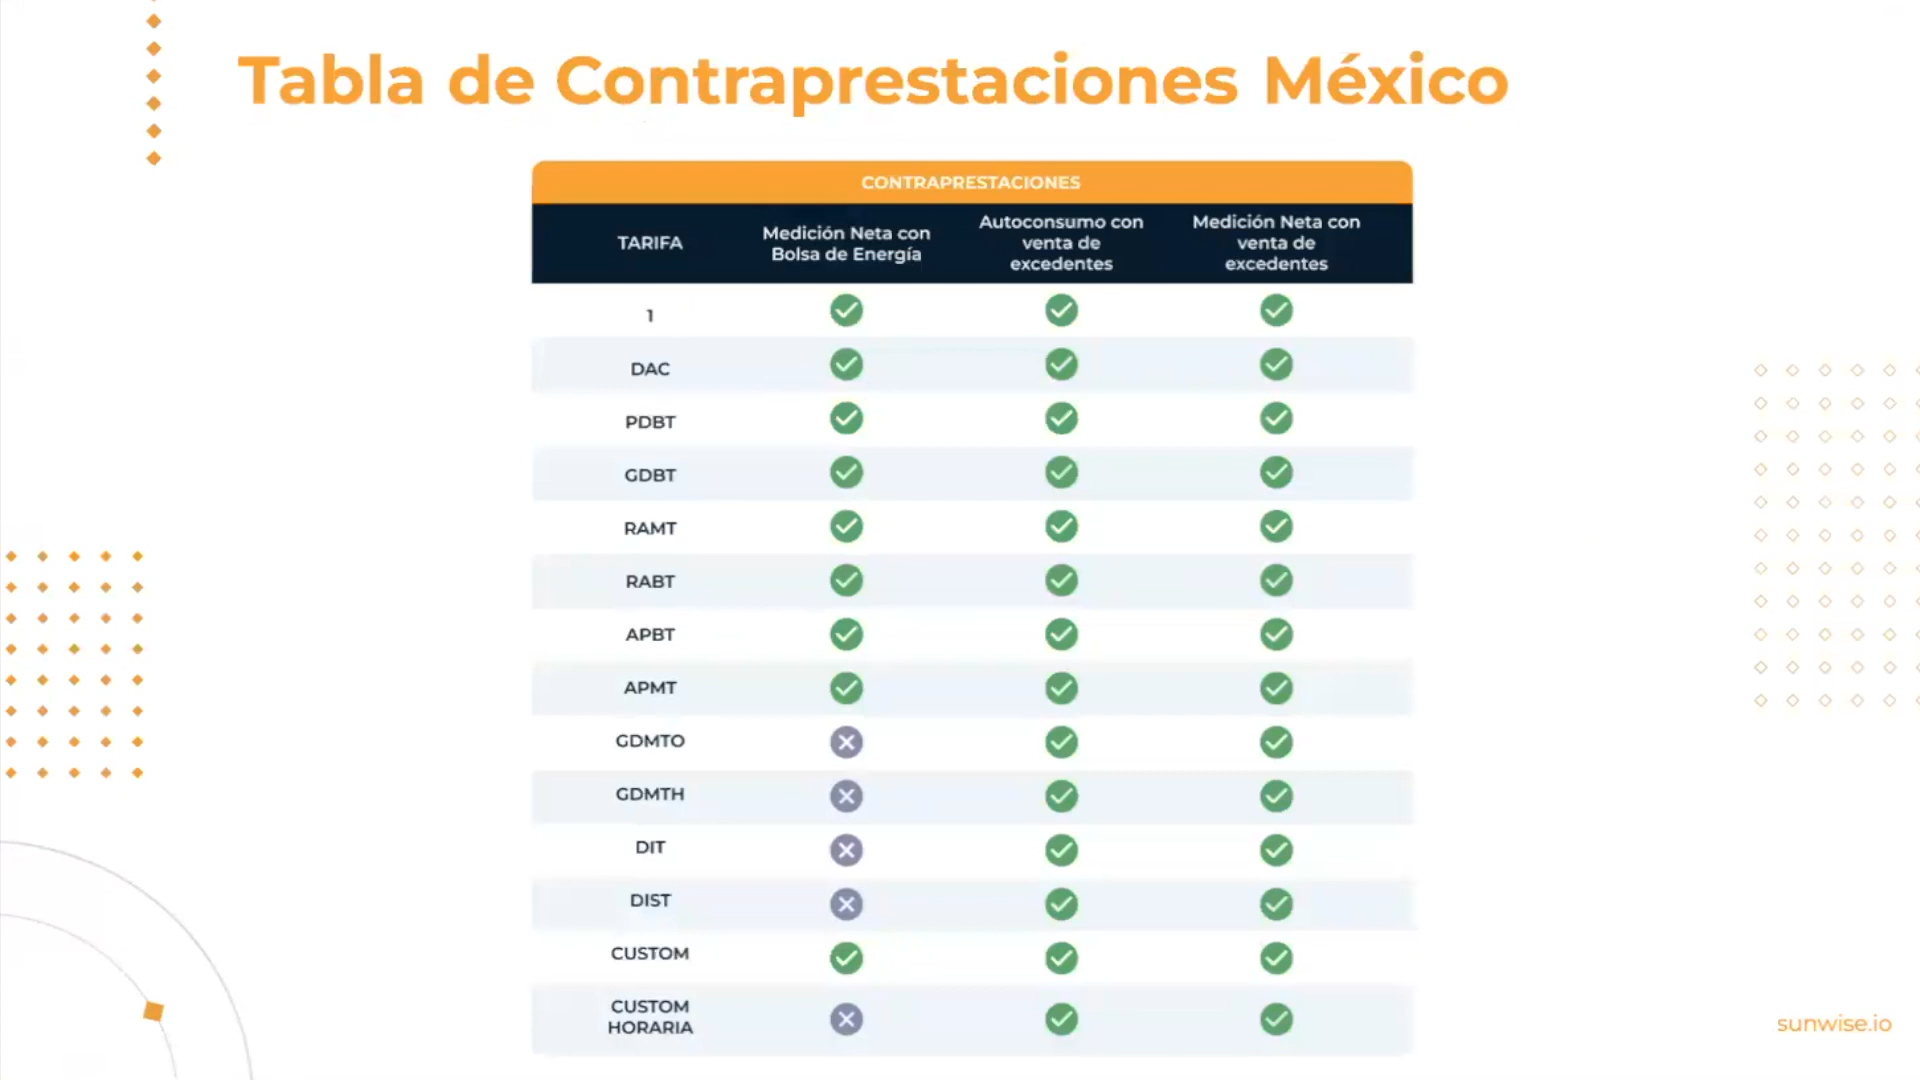 Tabla de Contraprestaciones México
CONTRAPRESTACIONES
TARIFA
Medición Neta con
Bolsa de Energía
Autoconsumo con
venta de
excedentes
Medición Neta con
venta de
excedentes
1
DAC
PDBT
GDBT
RAMT
RABT
APBT
APMT
GDMTO
GDMTH
DIT
DIST
CUSTOM
CUSTOM
HORARIA
sunwise.io